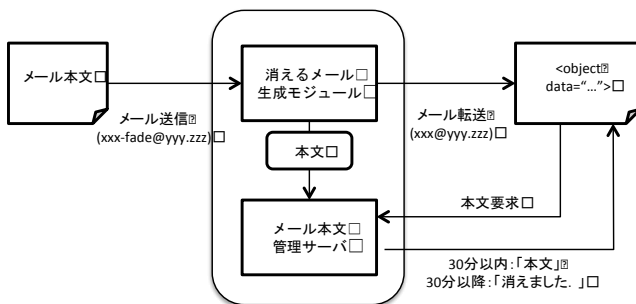 メール本文
メール送信
(xxx-fade@yyy.zzz)
消えるメール
生成モジュール
本文
メール本文
管理サーバ
メール転送
(xxx@yyy.zzz)
<object
data="…">
本文要求
30分以内:「本文」
30分以降:「消えました．」